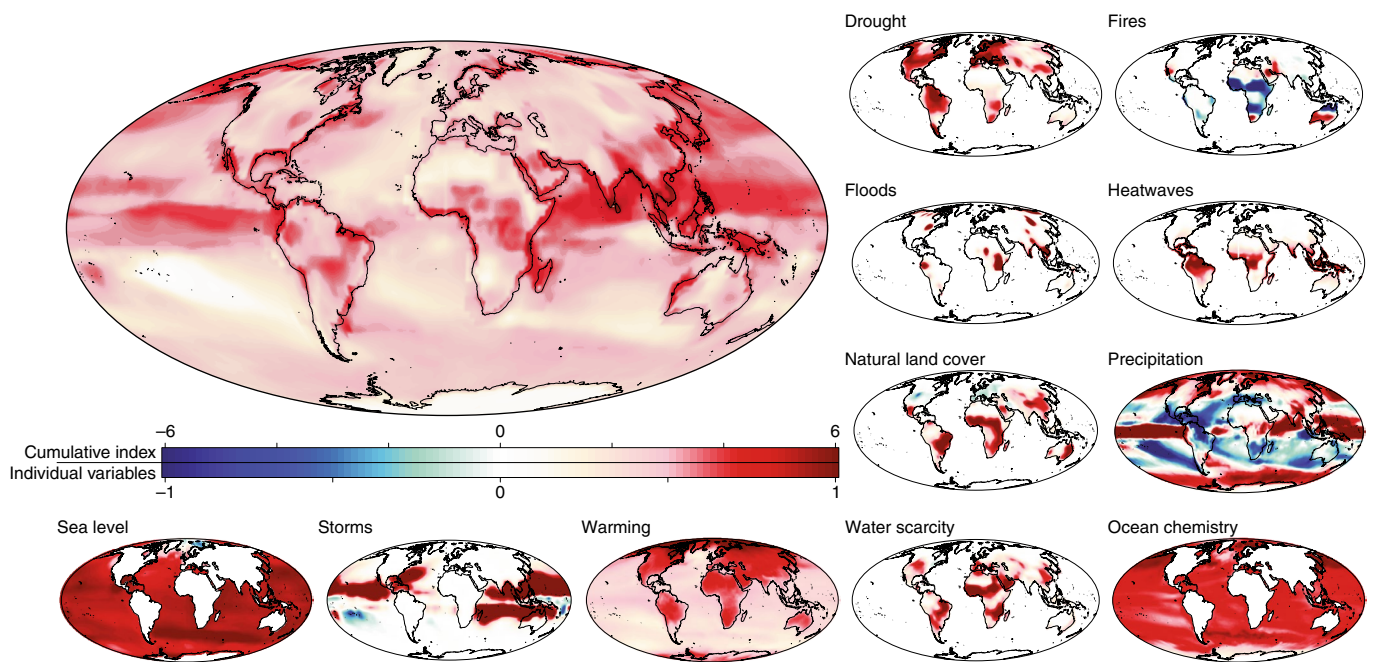 Drought
Fires
Floods
Heatwaves
Natural land cover
Precipitation
−6
0
6
Cumulative index
Individual variables
−1
0
1
Sea level
Storms
Warming
Water scarcity
Ocean chemistry